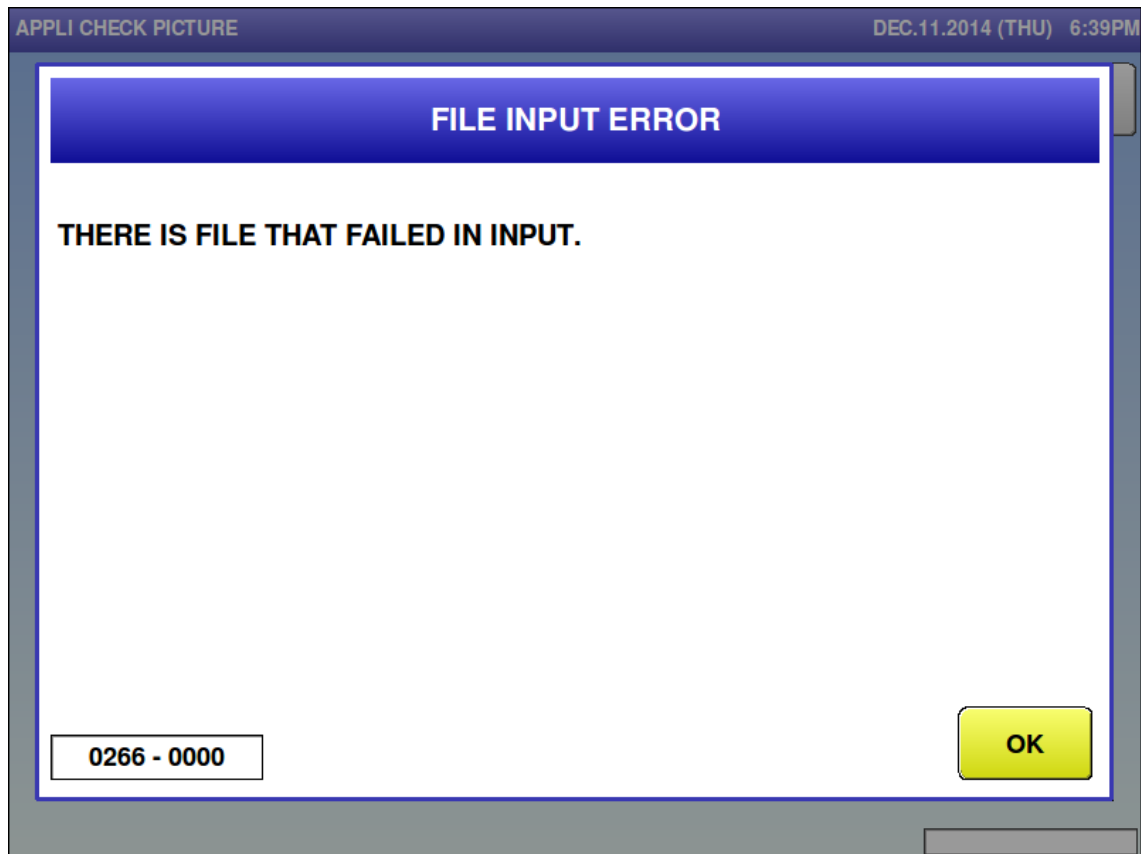 APPLI CHECK PICTURE DEC.11.2014 (THU) 6:39PM
FILE INPUT ERROR
THERE IS FILE THAT FAILED IN INPUT.
0266 - 0000
OK